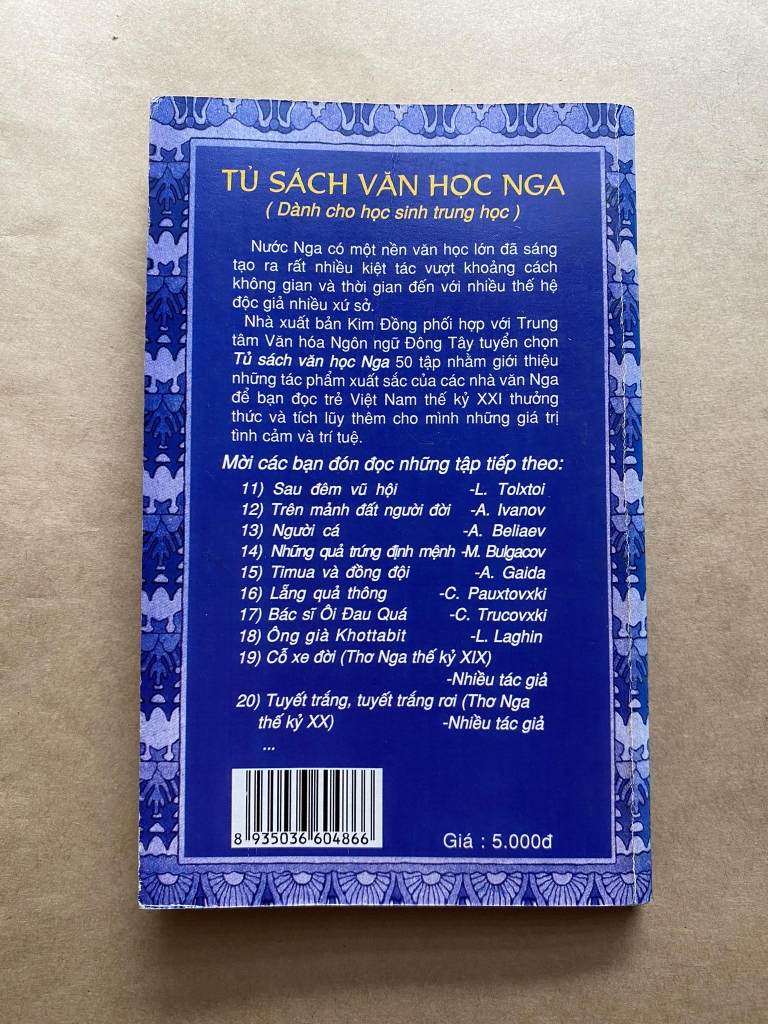 TỦ SÁCH VĂN HỌC NGA
( Dành cho học sinh trung học )
Nước Nga có một nền văn học lớn đã sáng
tạo ra rất nhiều kiệt tác vượt khoảng cách
không gian và thời gian đến với nhiều thế hệ
độc giả nhiều xứ sở.
Nhà xuất bản Kim Đồng phối hợp với Trung
tâm Văn hóa Ngôn ngữ Đông Tây tuyển chọn
Tủ sách văn học Nga 50 tập nhằm giới thiệu
những tác phẩm xuất sắc của các nhà văn Nga
để bạn đọc trẻ Việt Nam thế kỷ XXI thưởng
thức và tích lũy thêm cho mình những giá trị
tình cảm và trí tuệ.
Mời các bạn đón đọc những tập tiếp theo:
11) Sau đêm vũ hội -L. Tolxtoi
12) Trên mảnh đất người đời -A. Ivanov
13) Người cá -A. Beliaev
14) Những quả trứng định mệnh -M. Bulgacov
15) Timua và đồng đội -A. Gaida
16) Lẵng quả thông -C. Pauxtovxki
17) Bác sĩ Ôi Đau Quá -C. Trucovxki
18) Ông già Khottabit -L. Laghin
19) Cỗ xe đời (Thơ Nga thế kỷ XIX)
-Nhiều tác giả
20) Tuyết trắng, tuyết trắng rơi (Thơ Nga
thế kỷ XX) -Nhiều tác giả
...
8 935036 604866
Giá : 5.000đ